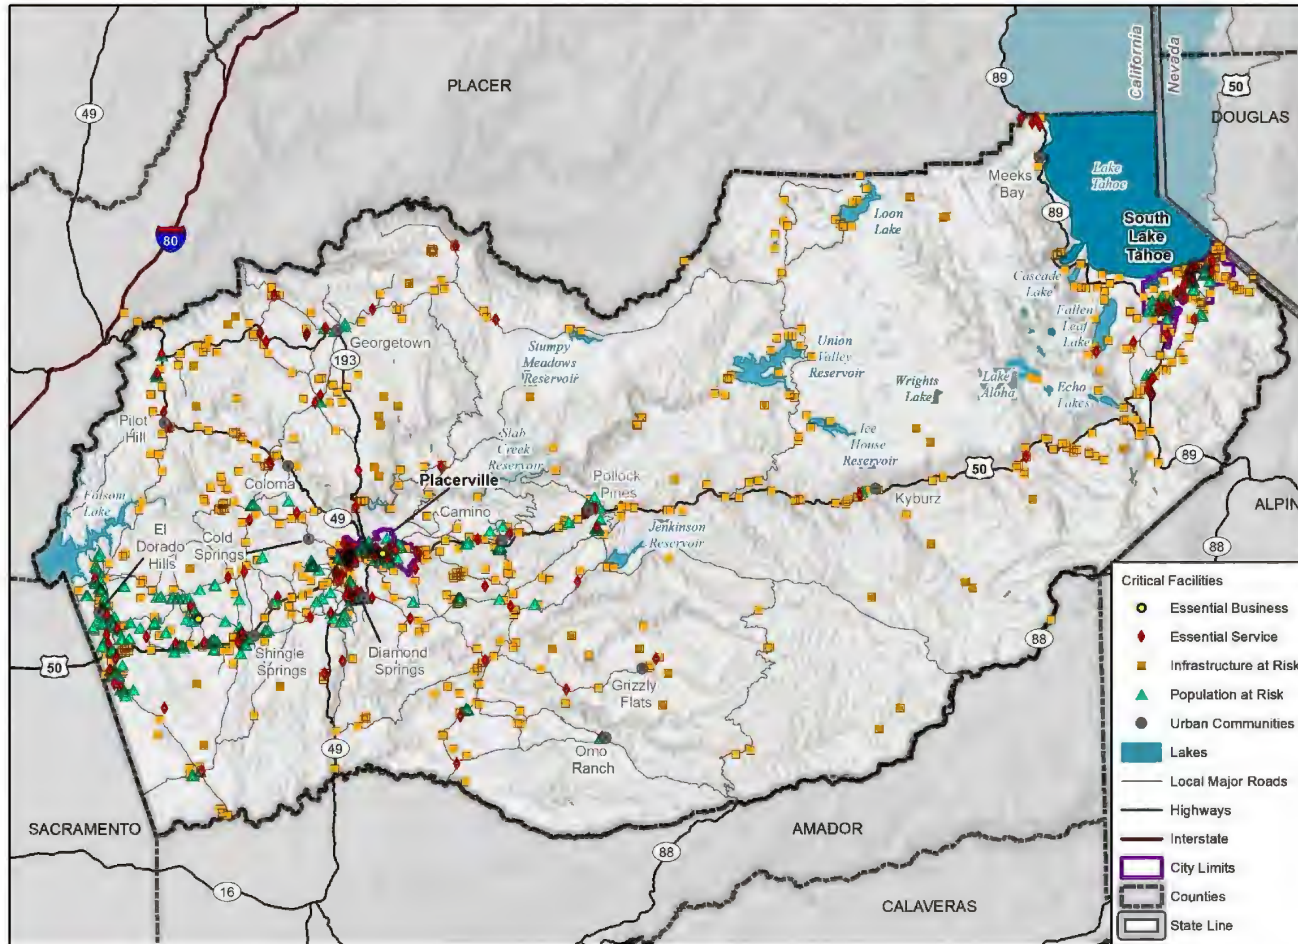 PLACER
49
80
89
California
Nevada
50
DOUGLAS
Lake
Tahoe
Meeks
Bay
89
South
Lake
Tahoe
Loon
Lake
Cascade
Lake
Fallen
Leaf
Lake
Georgetown
193
Stumpy
Meadows
Reservoir
Union
Valley
Reservoir
Wrights
Lake
Lake
Aloha
Echo
Lakes
Pilot
Hill
Slab
Creek
Reservoir
Ice
House
Reservoir
Coloma
Placerville
Pollock
Pines
50
Kyburz
89
Folsom
Lake
El
Dorado
Hills
Cold
Springs
49
Camino
Jenkinson
Reservoir
ALPIN
88
50
Shingle
Springs
Diamond
Springs
Grizzly
Flats
88
Omo
Ranch
49
SACRAMENTO
AMADOR
88
16
CALAVERAS
Critical Facilities
Essential Business
Essential Service
Infrastructure at Risk
Population at Risk
Urban Communities
Lakes
Local Major Roads
Highways
Interstate
City Limits
Counties
State Line